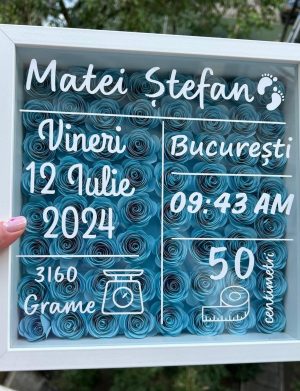 Matei Ștefan
Vineri
12 Iulie
2024
București
09:43 AM
3160
Grame
50
centimetri